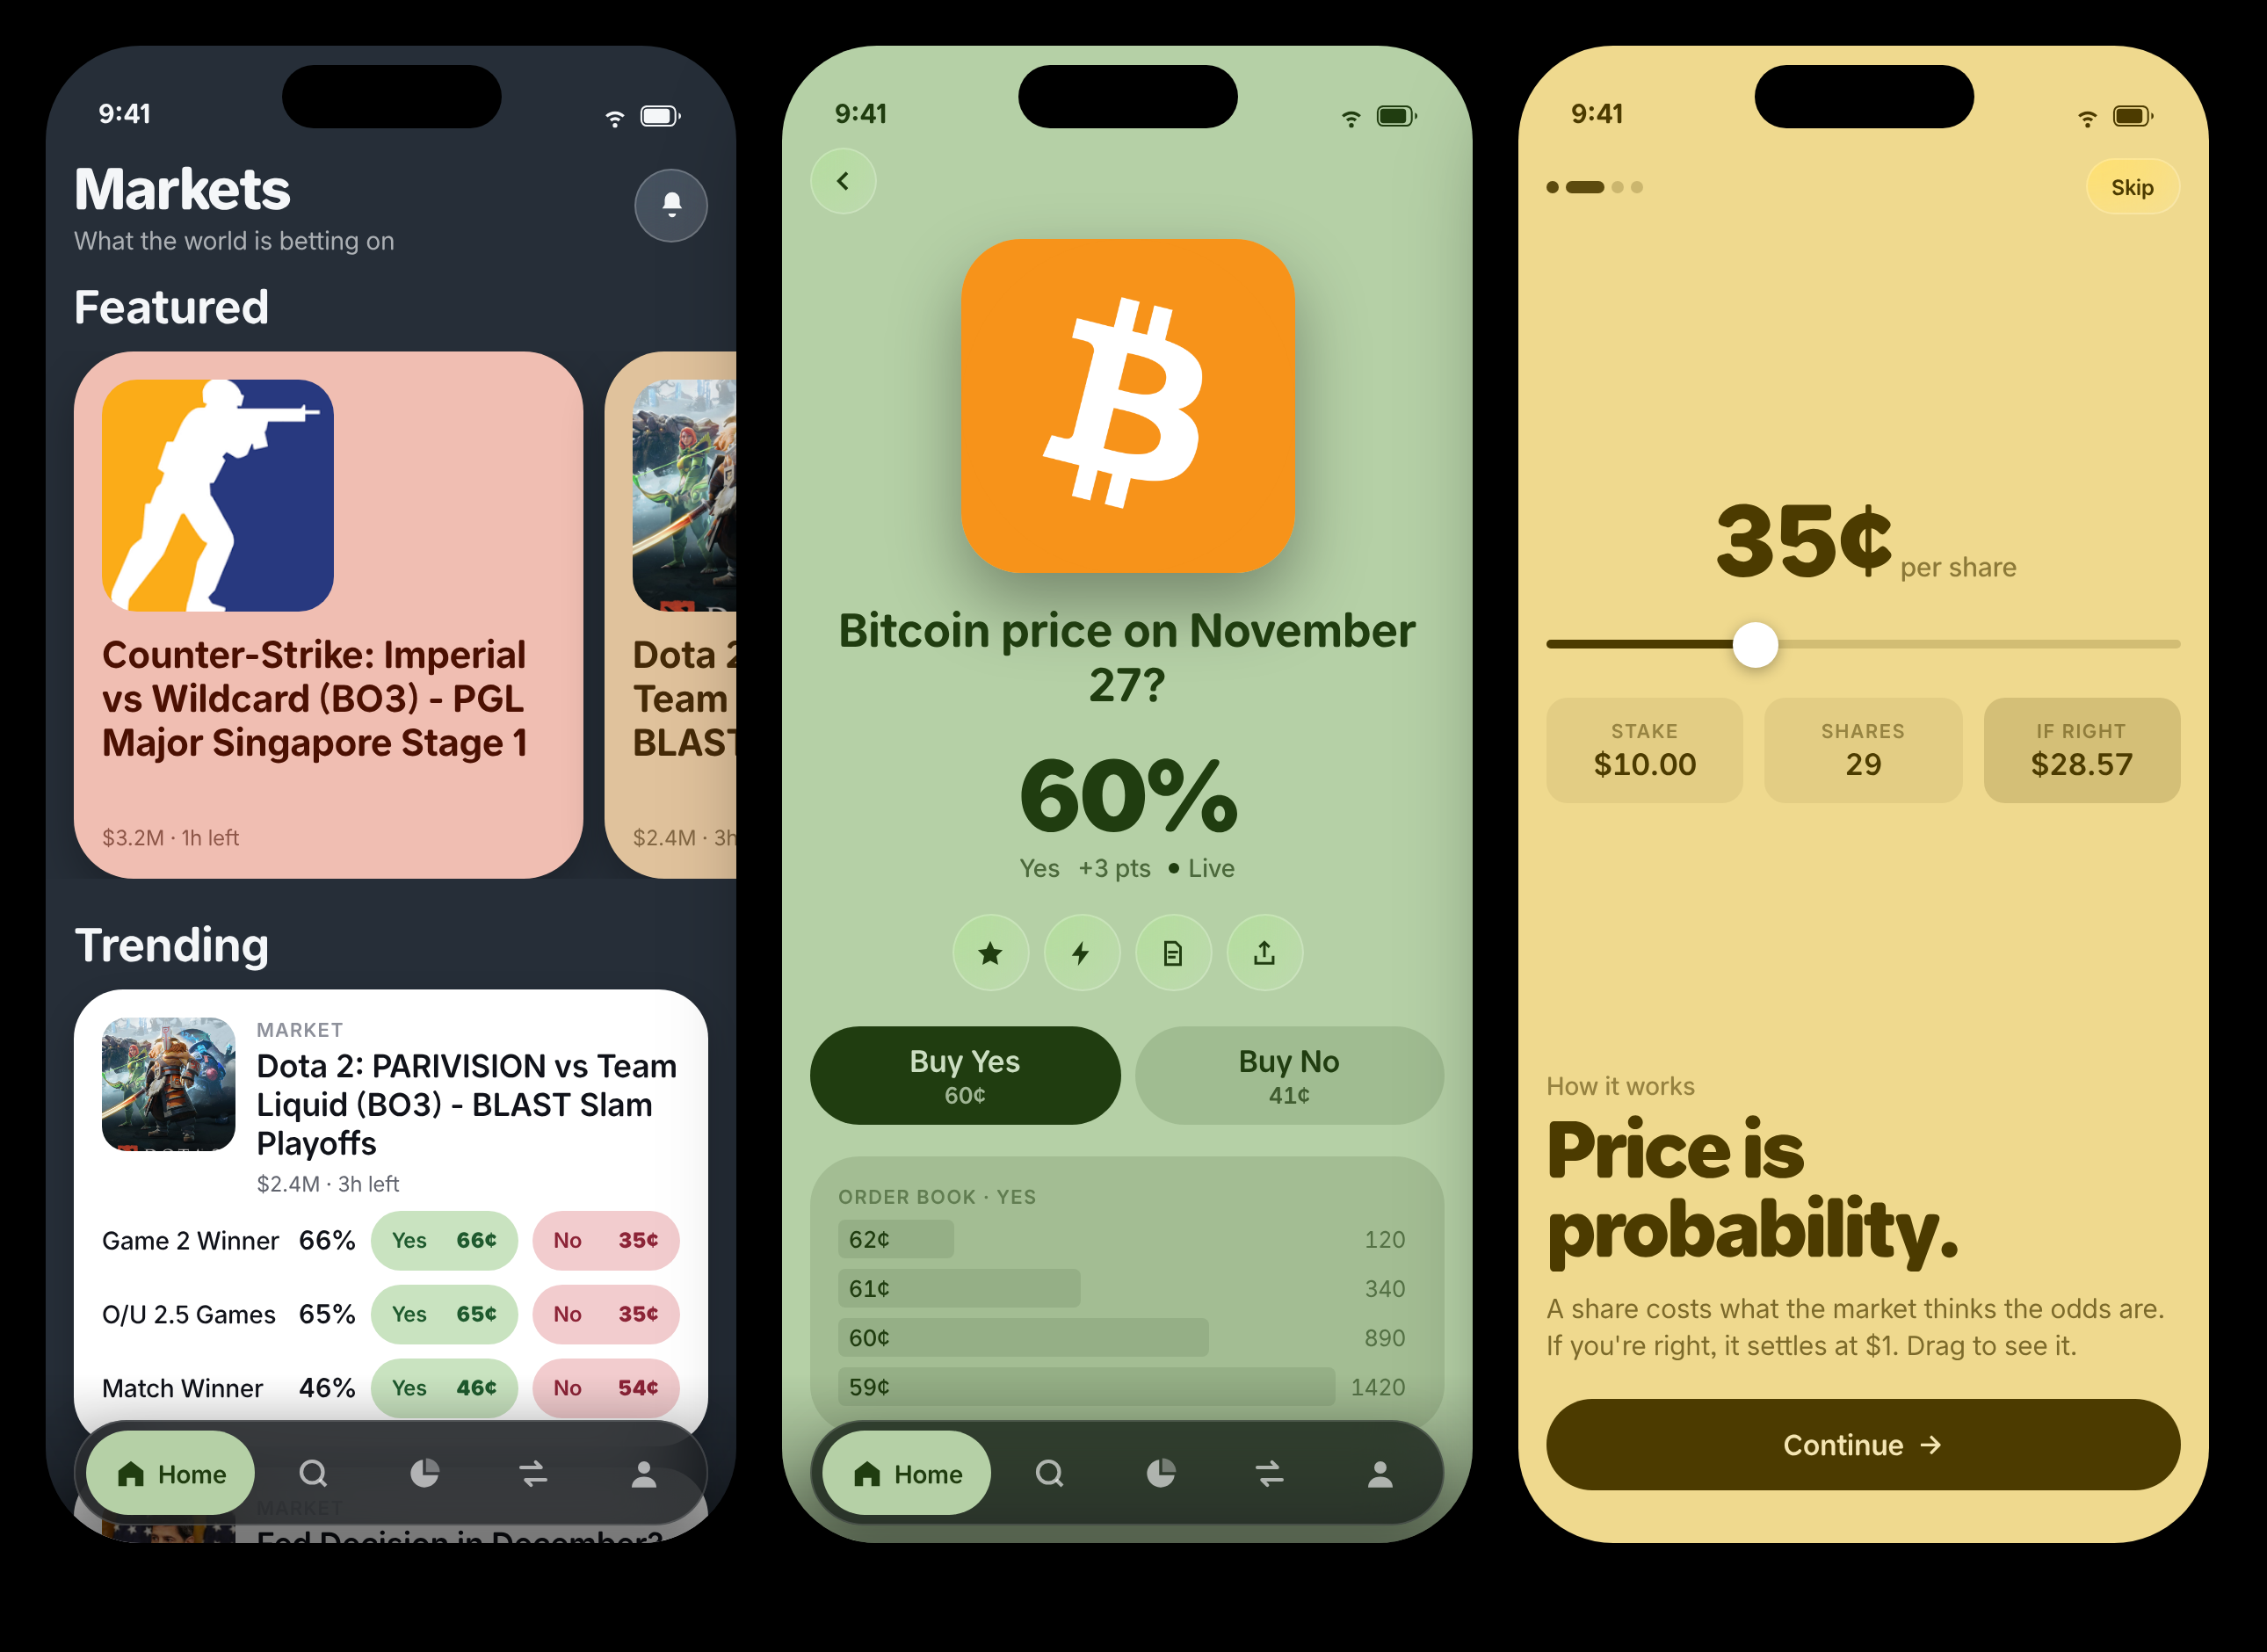 9:41
Markets
What the world is betting on
Featured
Counter-Strike: Imperial
vs Wildcard (BO3) - PGL
Major Singapore Stage 1
$3.2M · 1h left
Dota 2
Team
BLAST
$2.4M · 3h
Trending
MARKET
Dota 2: PARIVISION vs Team
Liquid (BO3) - BLAST Slam
Playoffs
$2.4M · 3h left
Game 2 Winner 66% Yes 66¢ No 35¢
O/U 2.5 Games 65% Yes 65¢ No 35¢
Match Winner 46% Yes 46¢ No 54¢
Home
MARKET
Fed Decision in December?
9:41
Bitcoin price on November
27?
60%
Yes +3 pts • Live
Buy Yes
60¢
Buy No
41¢
ORDER BOOK · YES
62¢ 120
61¢ 340
60¢ 890
59¢ 1420
Home
9:41
Skip
35¢ per share
STAKE
$10.00
SHARES
29
IF RIGHT
$28.57
How it works
Price is
probability.
A share costs what the market thinks the odds are.
If you're right, it settles at $1. Drag to see it.
Continue →